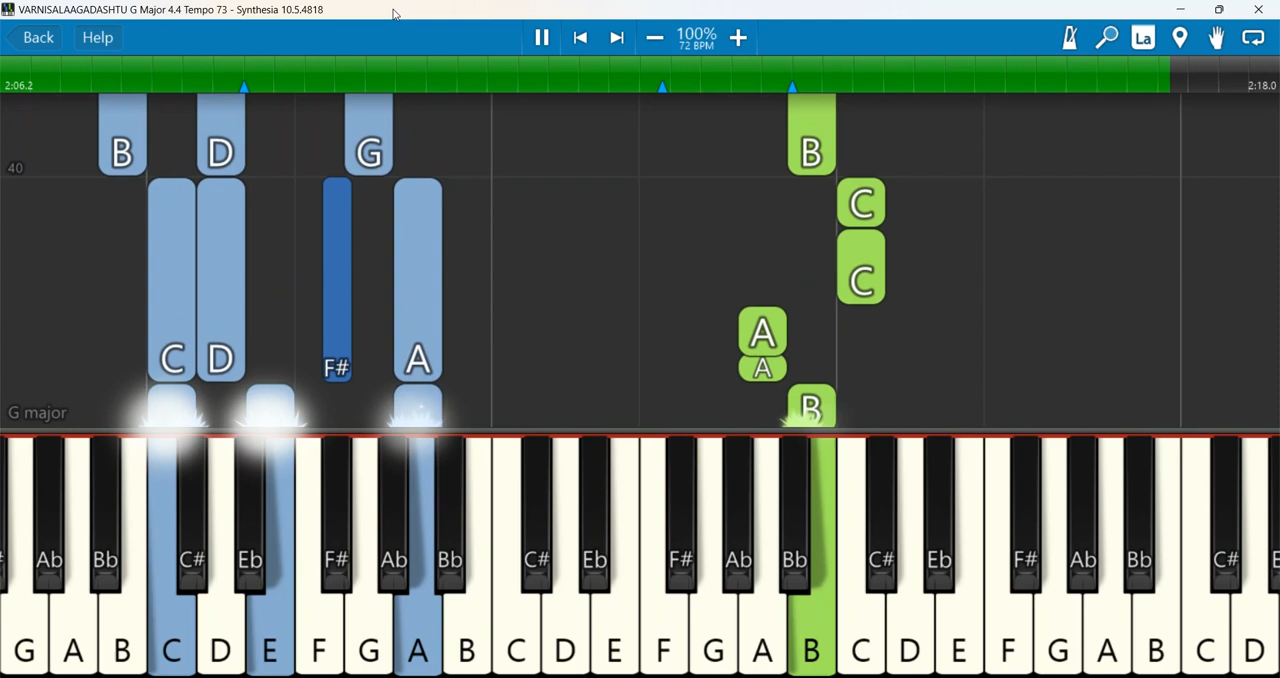 VARNISALAAGADASHTU G Major 4.4 Tempo 73 - Synthesia 10.5.4818
Back Help 100% La
72 BPM
2:06.2 2:18.0
B D G B
40
C
C
A
C D F# A A
G major B
Ab Bb C# Eb F# Ab Bb C# Eb F# Ab Bb C# Eb F# Ab Bb C#
G A B C D E F G A B C D E F G A B C D E F G A B C D